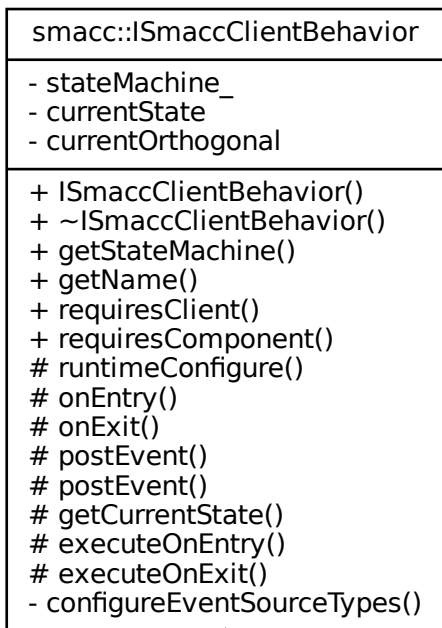 smacc::ISmaccClientBehavior
- stateMachine_
- currentState
- currentOrthogonal
+ ISmaccClientBehavior()
+ ~ISmaccClientBehavior()
+ getStateMachine()
+ getName()
+ requiresClient()
+ requiresComponent()
# runtimeConfigure()
# onEntry()
# onExit()
# postEvent()
# postEvent()
# getCurrentState()
# executeOnEntry()
# executeOnExit()
- configureEventSourceTypes()